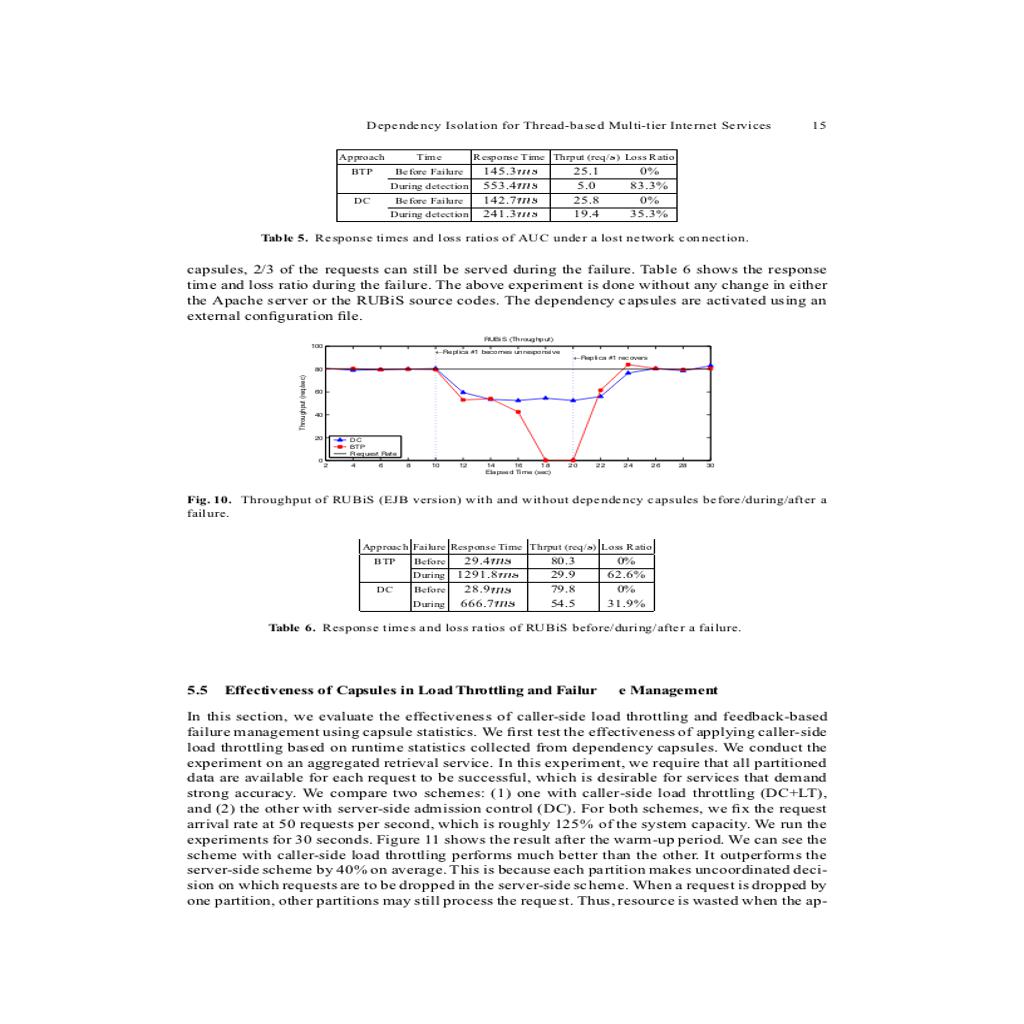 Dependency Isolation for Thread-based Multi-tier Internet Services 15
Approach Time Response Time Thrput (req/s) Loss Ratio
BTP Before Failure 145.3ms 25.1 0%
During detection 553.4ms 5.0 83.3%
DC Before Failure 142.7ms 25.8 0%
During detection 241.3ms 19.4 35.3%
Table 5. Response times and loss ratios of AUC under a lost network connection.
capsules, 2/3 of the requests can still be served during the failure. Table 6 shows the response
time and loss ratio during the failure. The above experiment is done without any change in either
the Apache server or the RUBiS source codes. The dependency capsules are activated using an
external configuration file.
RUBiS (Throughput)
100
80
60
40
20
0
Throughput (req/sec)
←Replica #1 becomes unresponsive
←Replica #1 recovers
DC
BTP
Request Rate
2 4 6 8 10 12 14 16 18 20 22 24 26 28 30
Elapsed Time (sec)
Fig. 10. Throughput of RUBiS (EJB version) with and without dependency capsules before/during/after a
failure.
Approach Failure Response Time Thrput (req/s) Loss Ratio
BTP Before 29.4ms 80.3 0%
During 1291.8ms 29.9 62.6%
DC Before 28.9ms 79.8 0%
During 666.7ms 54.5 31.9%
Table 6. Response times and loss ratios of RUBiS before/during/after a failure.
5.5 Effectiveness of Capsules in Load Throttling and Failur e Management
In this section, we evaluate the effectiveness of caller-side load throttling and feedback-based
failure management using capsule statistics. We first test the effectiveness of applying caller-side
load throttling based on runtime statistics collected from dependency capsules. We conduct the
experiment on an aggregated retrieval service. In this experiment, we require that all partitioned
data are available for each request to be successful, which is desirable for services that demand
strong accuracy. We compare two schemes: (1) one with caller-side load throttling (DC+LT),
and (2) the other with server-side admission control (DC). For both schemes, we fix the request
arrival rate at 50 requests per second, which is roughly 125% of the system capacity. We run the
experiments for 30 seconds. Figure 11 shows the result after the warm-up period. We can see the
scheme with caller-side load throttling performs much better than the other. It outperforms the
server-side scheme by 40% on average. This is because each partition makes uncoordinated deci-
sion on which requests are to be dropped in the server-side scheme. When a request is dropped by
one partition, other partitions may still process the request. Thus, resource is wasted when the ap-